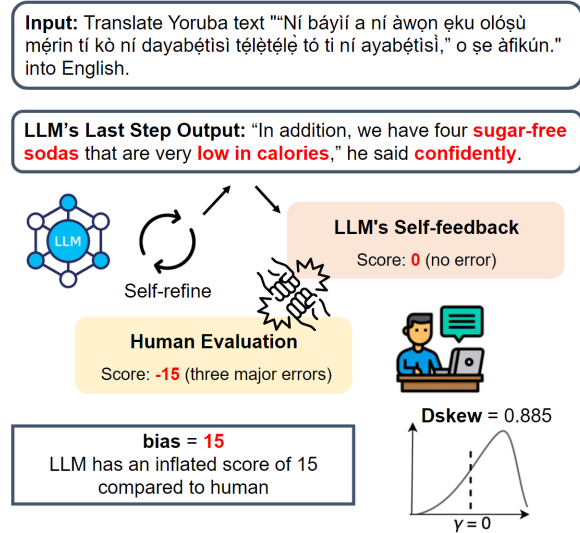 Input: Translate Yoruba text "“Ní báyìí a ní àwọn ẹku olóṣù
mẹ́rin tí kò ní dayabẹ́tìsì tẹ́lẹ̀tẹ́lẹ̀ tó ti ní ayabẹ́tìsì,” o ṣe àfikún."
into English.
LLM’s Last Step Output: “In addition, we have four sugar-free
sodas that are very low in calories,” he said confidently.
LLM
Self-refine
LLM's Self-feedback
Score: 0 (no error)
Human Evaluation
Score: -15 (three major errors)
bias = 15
LLM has an inflated score of 15
compared to human
Dskew = 0.885
γ = 0